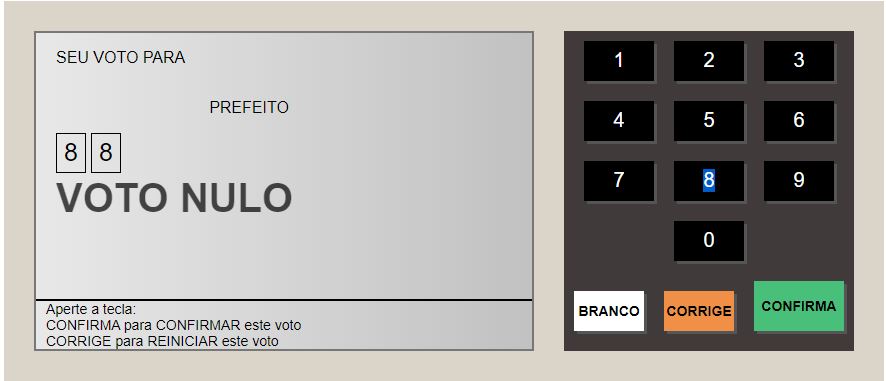 SEU VOTO PARA
PREFEITO
8 8
VOTO NULO
Aperte a tecla:
CONFIRMA para CONFIRMAR este voto
CORRIGE para REINICIAR este voto
1 2 3
4 5 6
7 8 9
0
BRANCO CORRIGE CONFIRMA